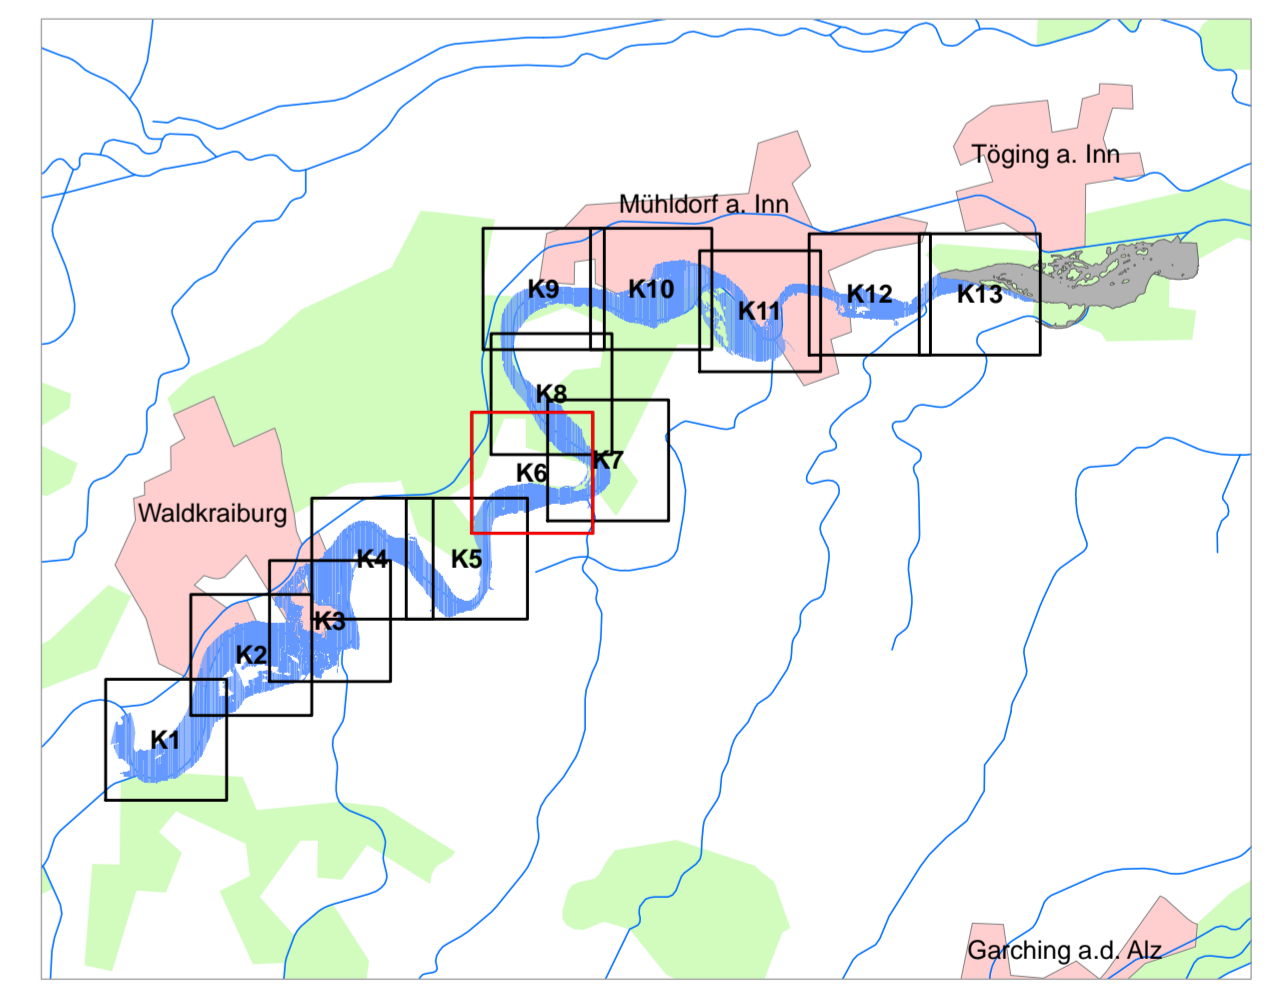 Töging a. Inn
Mühldorf a. Inn
K9
K10
K11
K12
K13
K8
K7
K6
Waldkraiburg
K4
K5
K3
K2
K1
Garching a.d. Alz